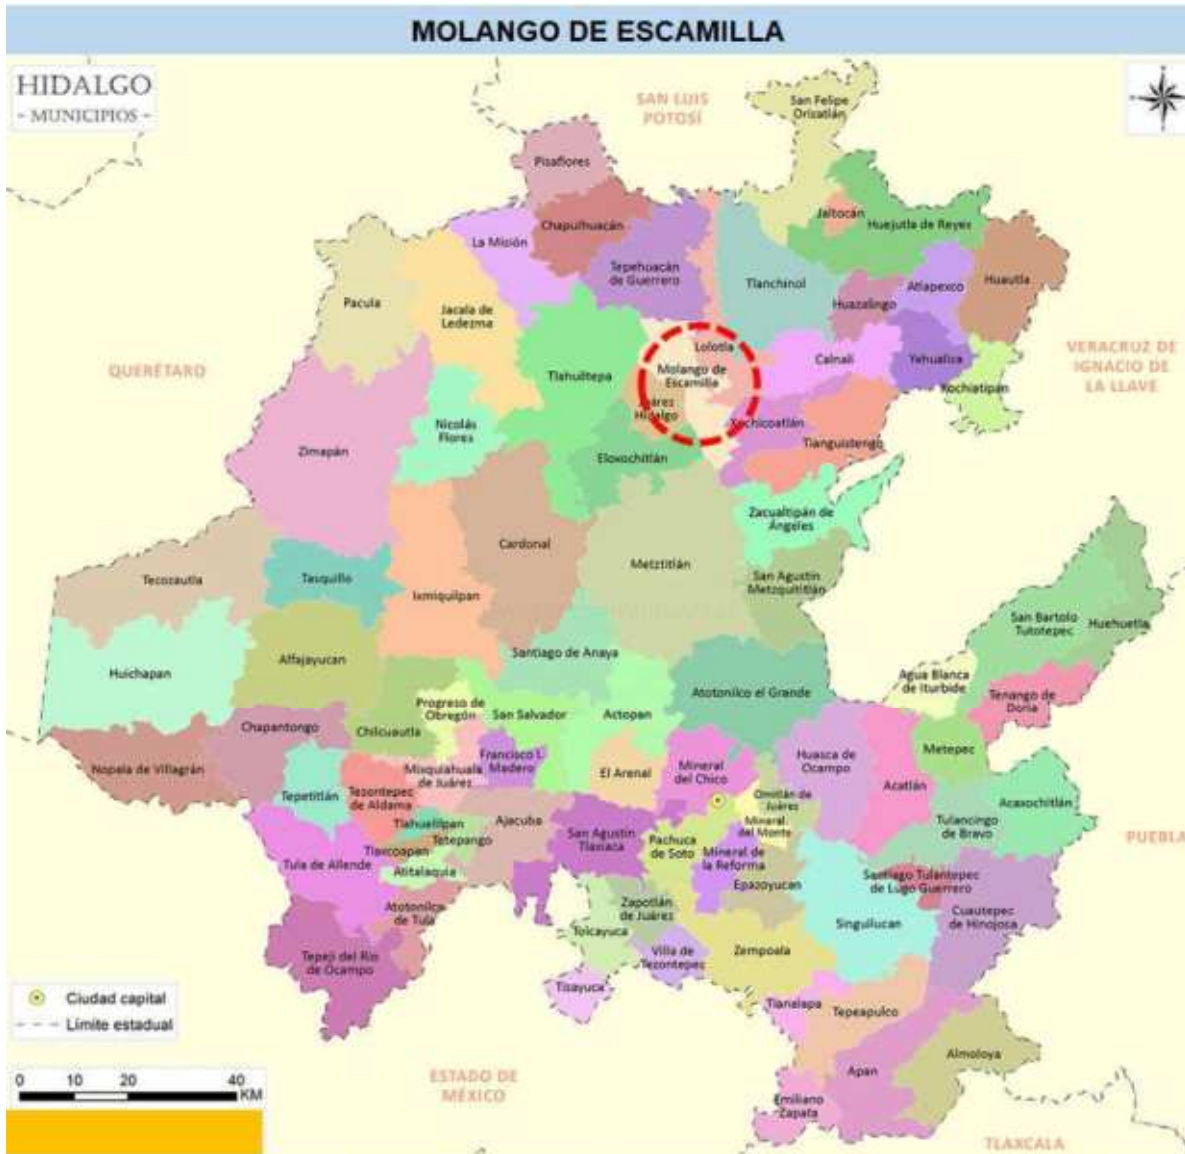 MOLANGO DE ESCAMILLA
HIDALGO
- MUNICIPIOS -
SAN LUIS
POTOSÍ
San Felipe
Orizatlán
Pisaflores
Jaltocán
Huejutla de Reyes
Chapulhuacán
La Misión
Tepehuacán
de Guerrero
Tlanchinol
Atlapexco
Huautla
Huazalingo
Pacula
Jacala de
Ledezma
Lolotla
Calnali
Yehualica
VERACRUZ DE
IGNACIO DE
LA LLAVE
QUERÉTARO
Tlahuiltepa
Molango de
Escamilla
Xochiatipan
Juárez
Hidalgo
Nicolás
Flores
Xochicoatlán
Tianguistengo
Zimapán
Eloxochitlán
Zacualtipán de
Ángeles
Cardonal
Metztitlán
Tecozautla
Tasquillo
Ixmiquilpan
San Agustín
Metzquititlán
San Bartolo
Tutotepec
Huehuetla
Santiago de Anaya
Alfajayucan
Huichapan
Agua Blanca
de Iturbide
Atotonilco el Grande
Tenango de
Doria
Progreso de
Obregón
San Salvador
Actopan
Chapantongo
Chilcuautla
Metepec
Francisco I.
Madero
Huasca de
Ocampo
Nopala de Villagrán
Mixquiahuala
de Juárez
El Arenal
Mineral
del Chico
Acatlán
Tepetitlán
Tezontepec
de Aldama
Omitlán de
Juárez
Acaxochitlán
Tlahuelilpan
Ajacuba
Mineral
del Monte
Tulancingo
de Bravo
Tetepango
San Agustín
Tlaxiaca
Pachuca
de Soto
PUEBLA
Tlaxcoapan
Mineral de
la Reforma
Tula de Allende
Atitalaquia
Santiago Tulantepec
de Lugo Guerrero
Epazoyucan
Atotonilco
de Tula
Zapotlán
de Juárez
Cuautepec
de Hinojosa
Singuilucan
Tolcayuca
Tepeji del Río
de Ocampo
Villa de
Tezontepec
Zempoala
Tizayuca
Ciudad capital
Límite estadual
Tlanalapa
Tepeapulco
Almoloya
Apan
0 10 20 40
KM
ESTADO DE
MÉXICO
Emiliano
Zapata
TLAXCALA